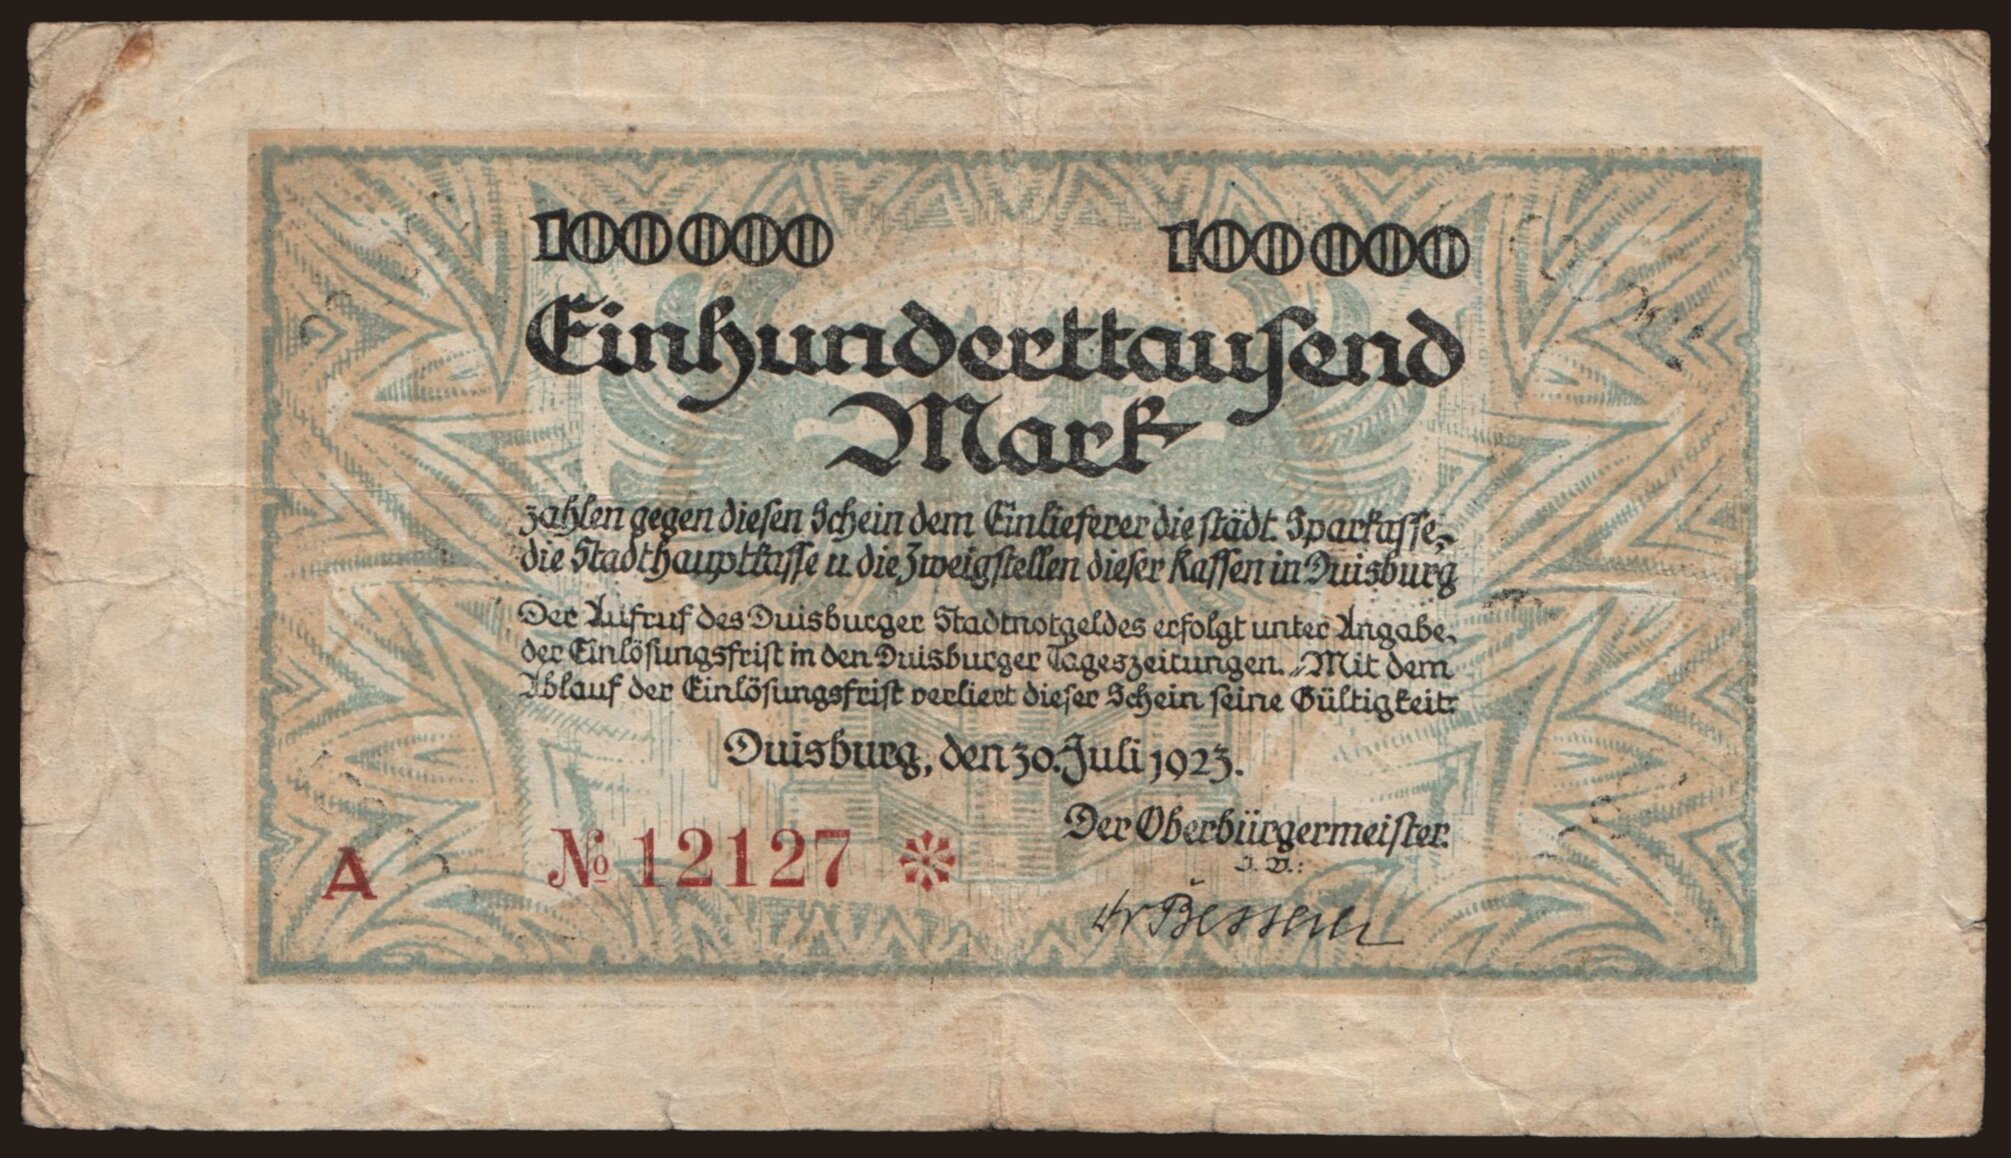 100000 100000
Einhunderttausend
Mark
zahlen gegen diesen Schein dem Einlieferer die städt. Sparkasse,
die Stadthauptkasse u. die Zweigstellen dieser Kassen in Duisburg
Der Aufruf des Duisburger Stadtnotgeldes erfolgt unter Angabe
der Einlösungsfrist in den Duisburger Tageszeitungen. Mit dem
Ablauf der Einlösungsfrist verliert dieser Schein seine Gültigkeit.
Duisburg, den 30. Juli 1923.
Der Oberbürgermeister.
I. V.:
A № 12127
Dr Besserer